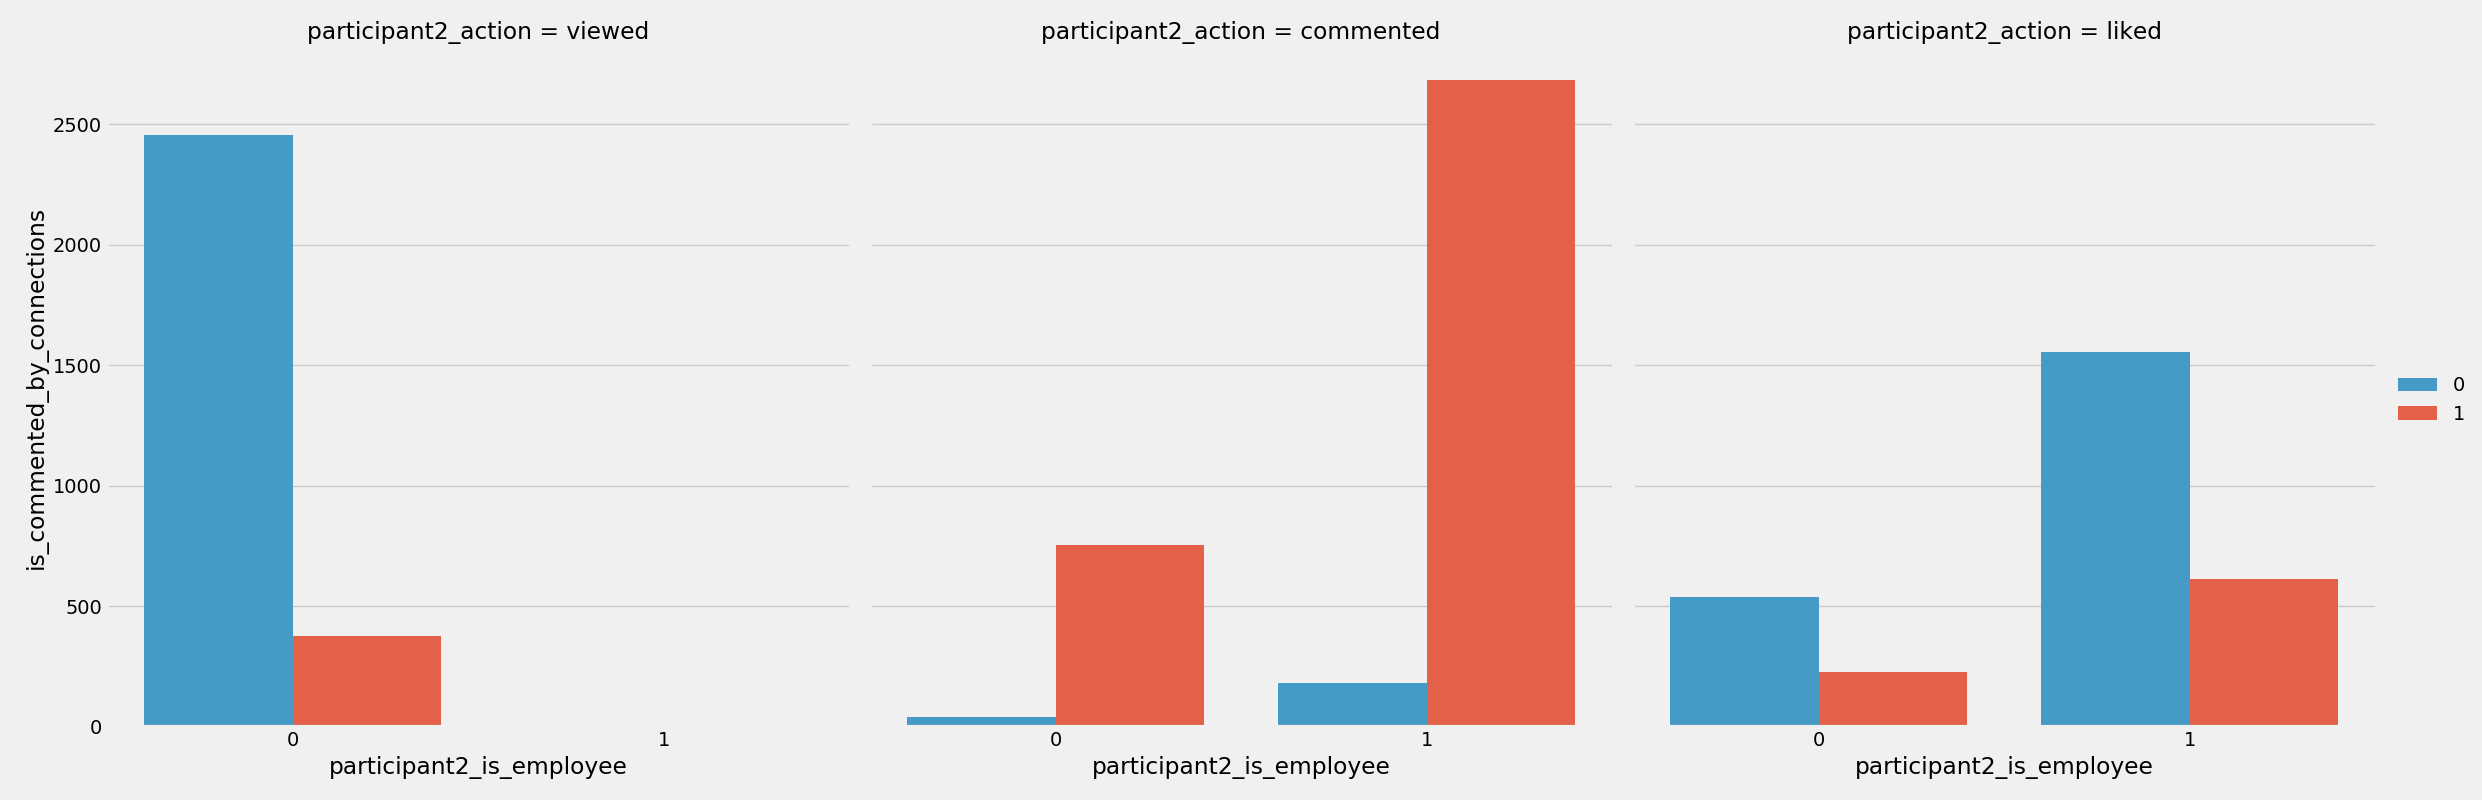 participant2_action = viewed
participant2_action = commented
participant2_action = liked
is_commented_by_connections
2500
2000
1500
1000
500
0
0
1
0
1
0
1
participant2_is_employee
participant2_is_employee
participant2_is_employee
0
1